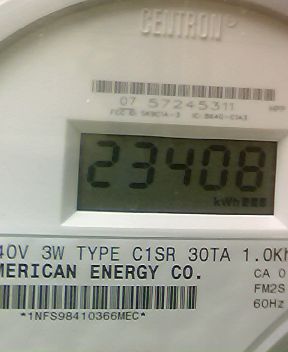 CENTRON
07 57245311
23408
kWh
40V 3W TYPE C1SR 30TA 1.0Kh
MERICAN ENERGY CO.
CA 0
FM2S
60Hz
*1NFS98410366MEC*